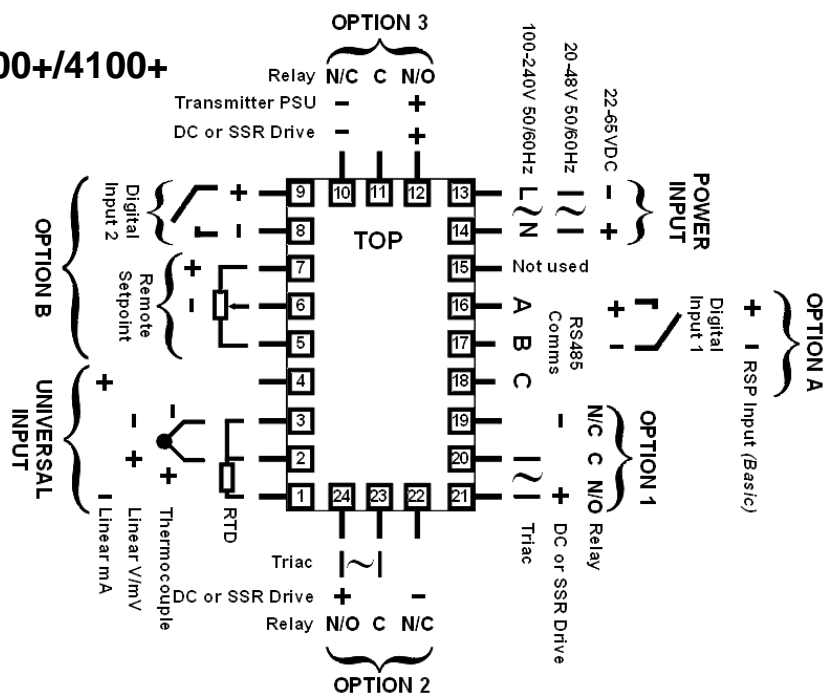 00+/4100+
OPTION 3
Relay N/C C N/O
Transmitter PSU - +
DC or SSR Drive - +
100-240V 50/60Hz
20-48V 50/60Hz
22-65VDC
POWER INPUT
L ~ N
| ~ |
- +
9
8
7
6
5
4
3
2
1
10 11 12
TOP
13
14
15
16
17
18
19
20
21
24 23 22
Digital Input 2
+ -
OPTION B
Remote Setpoint
+ -
UNIVERSAL INPUT
+ - Linear mA
- + Linear V/mV
- + Thermocouple
RTD
Not used
A
B
C
RS485 Comms
+ -
Digital Input 1
+ - RSP Input (Basic)
OPTION A
OPTION 1
N/C C N/O Relay
- + DC or SSR Drive
| ~ | Triac
Triac | ~ |
DC or SSR Drive + -
Relay N/O C N/C
OPTION 2